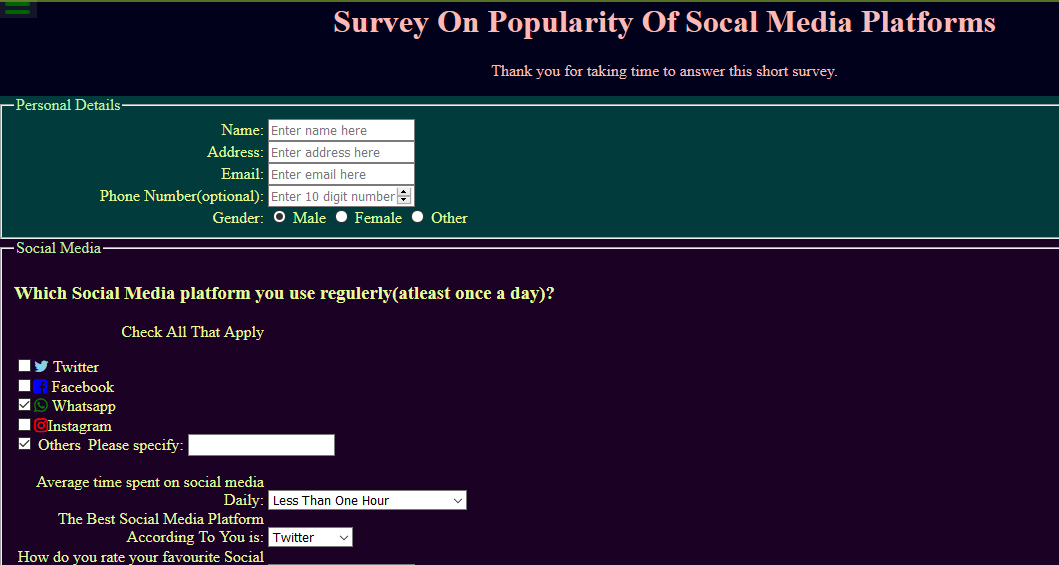 Survey On Popularity Of Socal Media Platforms
Thank you for taking time to answer this short survey.
Personal Details
Name: Enter name here
Address: Enter address here
Email: Enter email here
Phone Number(optional): Enter 10 digit number
Gender: Male Female Other
Social Media
Which Social Media platform you use regulerly(atleast once a day)?
Check All That Apply
Twitter
Facebook
Whatsapp
Instagram
Others Please specify:
Average time spent on social media
Daily: Less Than One Hour
The Best Social Media Platform
According To You is: Twitter
How do you rate your favourite Social